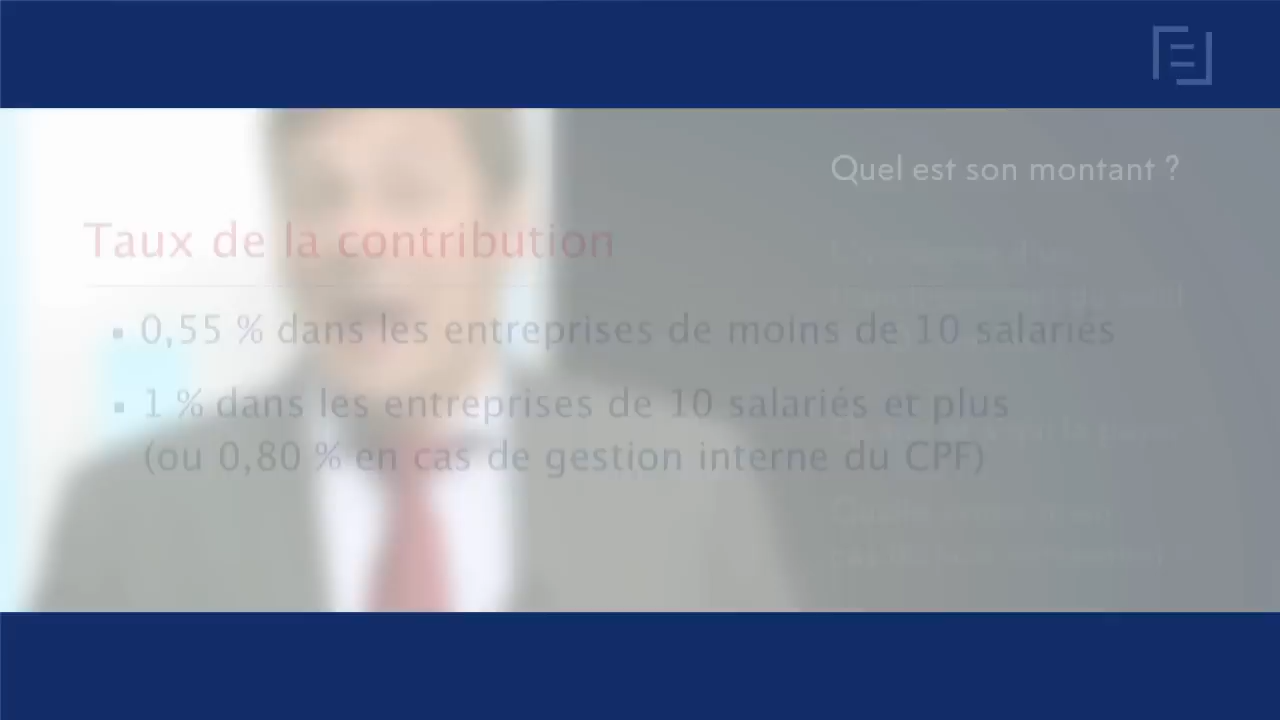 Quel est son montant ?
Taux de la contribution
▪ 0,55 % dans les entreprises de moins de 10 salariés
▪ 1 % dans les entreprises de 10 salariés et plus
(ou 0,80 % en cas de gestion interne du CPF)